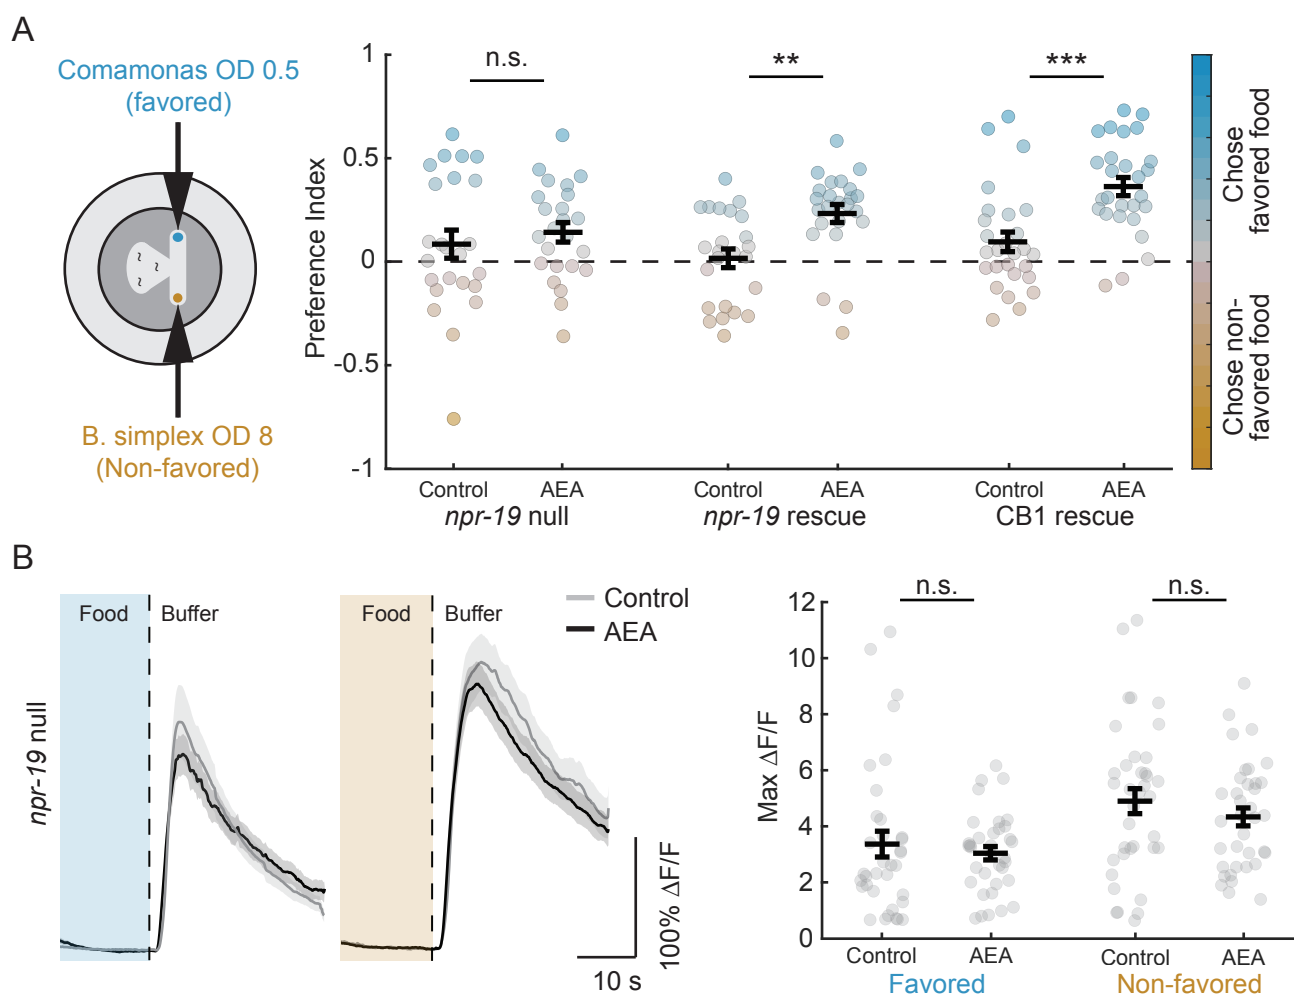 A
Comamonas OD 0.5
(favored)
B. simplex OD 8
(Non-favored)
Preference Index
1
0.5
0
-0.5
-1
n.s.
**
***
Control
AEA
npr-19 null
Control
AEA
npr-19 rescue
Control
AEA
CB1 rescue
Chose
favored food
Chose non-
favored food
B
npr-19 null
Food
Buffer
Food
Buffer
Control
AEA
100% ΔF/F
10 s
Max ΔF/F
12
10
8
6
4
2
0
n.s.
n.s.
Control
AEA
Favored
Control
AEA
Non-favored